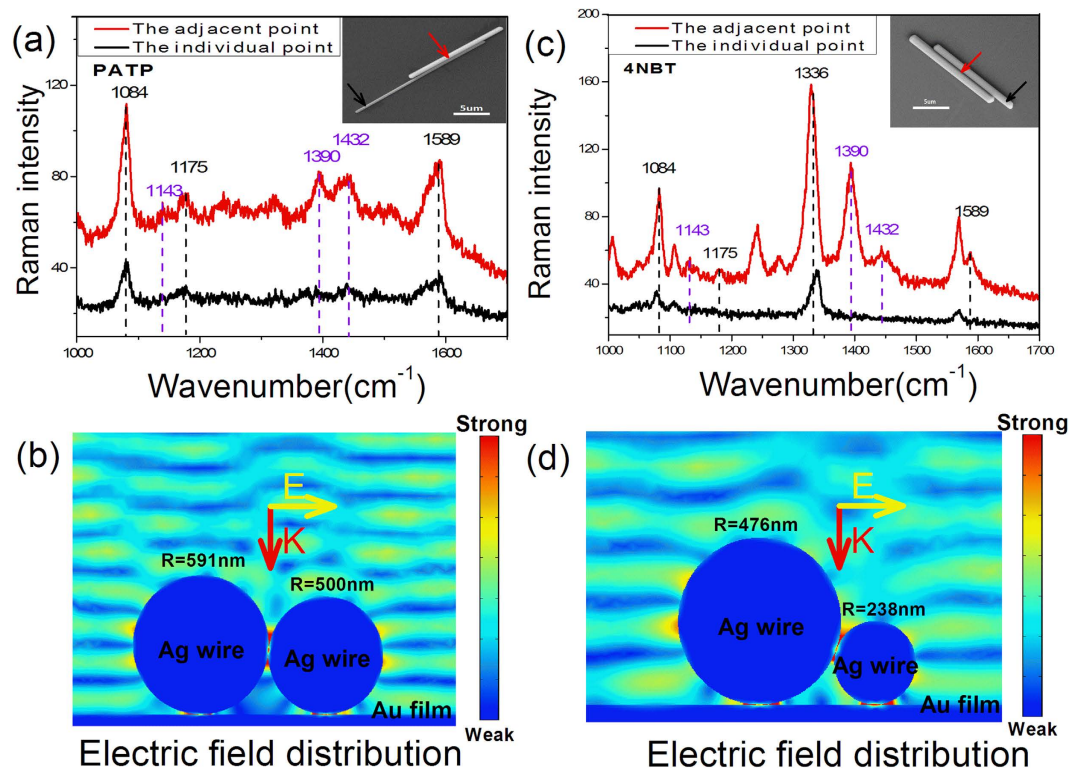 (a)
The adjacent point
The individual point
PATP
5um
120
80
40
1084
1143
1175
1390
1432
1589
Raman intensity
1000 1200 1400 1600
Wavenumber(cm⁻¹)
(c)
The adjacent point
The individual point
4NBT
5um
200
160
120
80
40
0
1084
1143
1175
1336
1390
1432
1589
Raman intensity
1000 1100 1200 1300 1400 1500 1600 1700
Wavenumber(cm⁻¹)
(b)
Strong
E
K
R=591nm
R=500nm
Ag wire
Ag wire
Au film
Weak
Electric field distribution
(d)
Strong
E
K
R=476nm
R=238nm
Ag wire
Ag wire
Au film
Weak
Electric field distribution